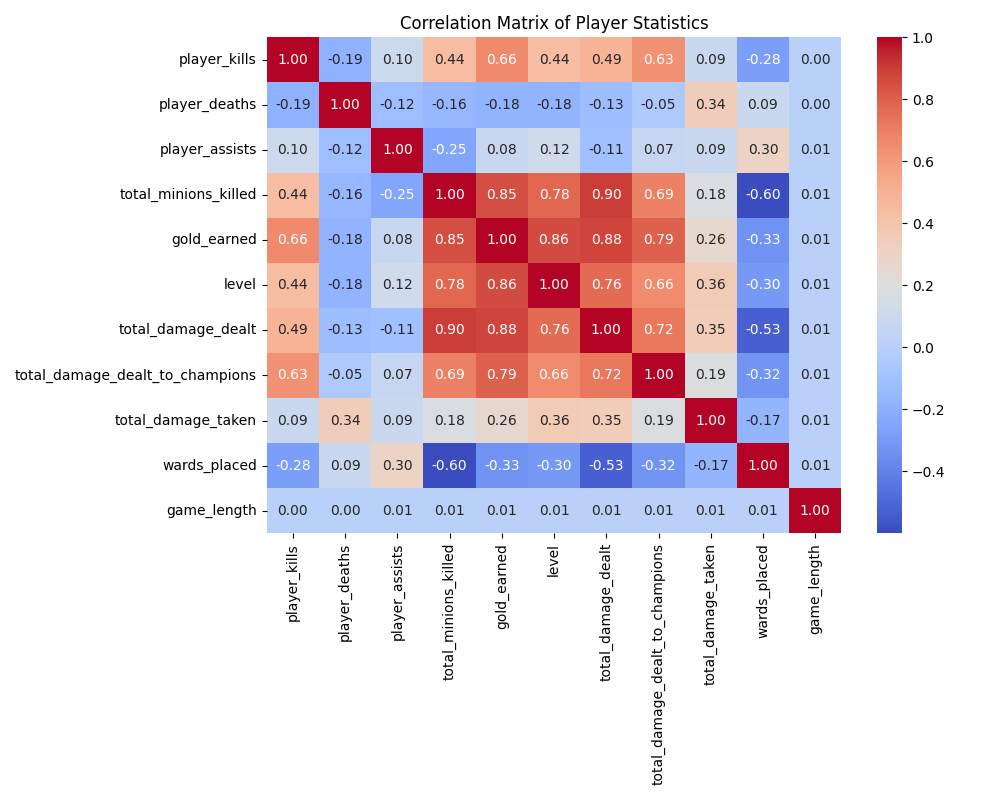 Correlation Matrix of Player Statistics
player_kills 1.00 -0.19 0.10 0.44 0.66 0.44 0.49 0.63 0.09 -0.28 0.00
player_deaths -0.19 1.00 -0.12 -0.16 -0.18 -0.18 -0.13 -0.05 0.34 0.09 0.00
player_assists 0.10 -0.12 1.00 -0.25 0.08 0.12 -0.11 0.07 0.09 0.30 0.01
total_minions_killed 0.44 -0.16 -0.25 1.00 0.85 0.78 0.90 0.69 0.18 -0.60 0.01
gold_earned 0.66 -0.18 0.08 0.85 1.00 0.86 0.88 0.79 0.26 -0.33 0.01
level 0.44 -0.18 0.12 0.78 0.86 1.00 0.76 0.66 0.36 -0.30 0.01
total_damage_dealt 0.49 -0.13 -0.11 0.90 0.88 0.76 1.00 0.72 0.35 -0.53 0.01
total_damage_dealt_to_champions 0.63 -0.05 0.07 0.69 0.79 0.66 0.72 1.00 0.19 -0.32 0.01
total_damage_taken 0.09 0.34 0.09 0.18 0.26 0.36 0.35 0.19 1.00 -0.17 0.01
wards_placed -0.28 0.09 0.30 -0.60 -0.33 -0.30 -0.53 -0.32 -0.17 1.00 0.01
game_length 0.00 0.00 0.01 0.01 0.01 0.01 0.01 0.01 0.01 0.01 1.00
player_kills
player_deaths
player_assists
total_minions_killed
gold_earned
level
total_damage_dealt
total_damage_dealt_to_champions
total_damage_taken
wards_placed
game_length
1.0
0.8
0.6
0.4
0.2
0.0
−0.2
−0.4